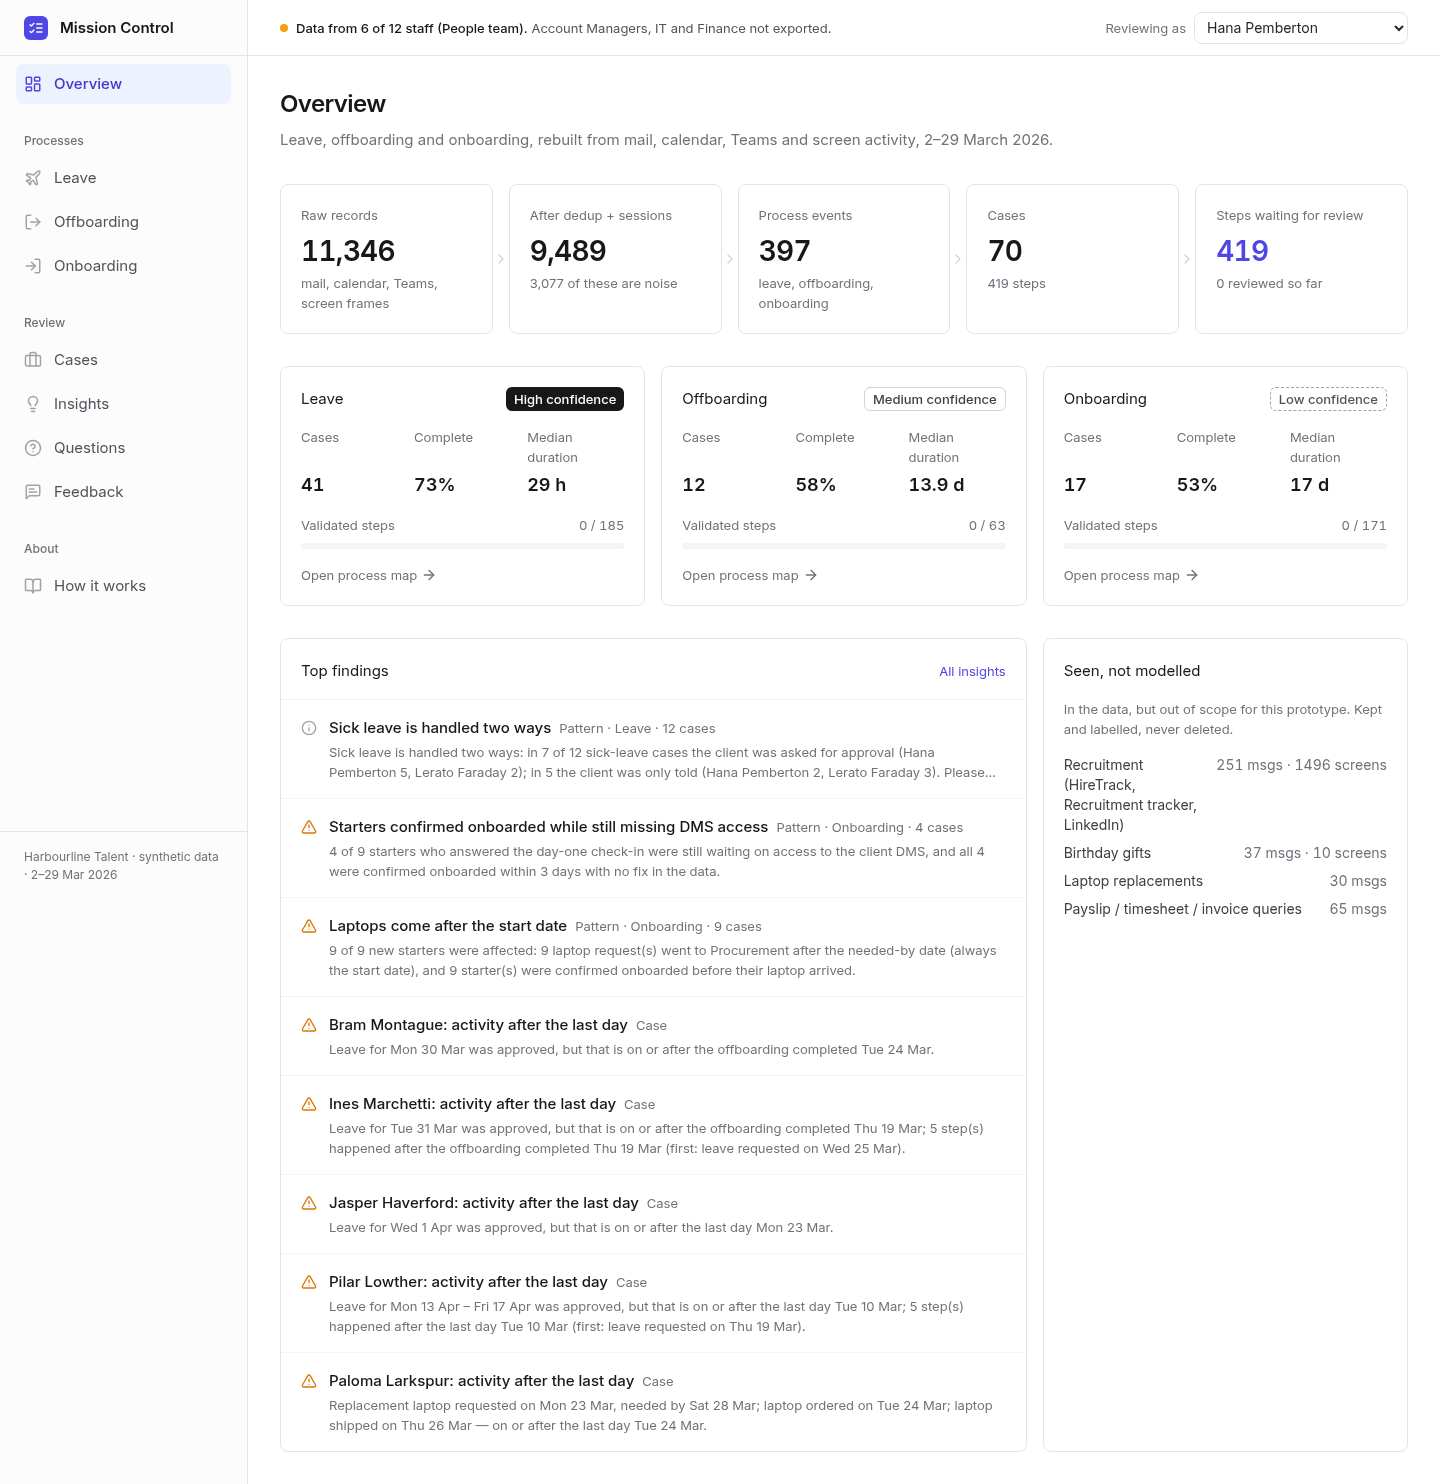 Mission Control
Data from 6 of 12 staff (People team). Account Managers, IT and Finance not exported.
Reviewing as
Hana Pemberton
Overview
Processes
Leave
Offboarding
Onboarding
Review
Cases
Insights
Questions
Feedback
About
How it works
Harbourline Talent · synthetic data
· 2–29 Mar 2026
Overview
Leave, offboarding and onboarding, rebuilt from mail, calendar, Teams and screen activity, 2–29 March 2026.
Raw records
11,346
mail, calendar, Teams,
screen frames
After dedup + sessions
9,489
3,077 of these are noise
Process events
397
leave, offboarding,
onboarding
Cases
70
419 steps
Steps waiting for review
419
0 reviewed so far
Leave
High confidence
Cases
41
Complete
73%
Median
duration
29 h
Validated steps
0 / 185
Open process map
Offboarding
Medium confidence
Cases
12
Complete
58%
Median
duration
13.9 d
Validated steps
0 / 63
Open process map
Onboarding
Low confidence
Cases
17
Complete
53%
Median
duration
17 d
Validated steps
0 / 171
Open process map
Top findings
All insights
Sick leave is handled two ways Pattern · Leave · 12 cases
Sick leave is handled two ways: in 7 of 12 sick-leave cases the client was asked for approval (Hana
Pemberton 5, Lerato Faraday 2); in 5 the client was only told (Hana Pemberton 2, Lerato Faraday 3). Please...
Starters confirmed onboarded while still missing DMS access Pattern · Onboarding · 4 cases
4 of 9 starters who answered the day-one check-in were still waiting on access to the client DMS, and all 4
were confirmed onboarded within 3 days with no fix in the data.
Laptops come after the start date Pattern · Onboarding · 9 cases
9 of 9 new starters were affected: 9 laptop request(s) went to Procurement after the needed-by date (always
the start date), and 9 starter(s) were confirmed onboarded before their laptop arrived.
Bram Montague: activity after the last day Case
Leave for Mon 30 Mar was approved, but that is on or after the offboarding completed Tue 24 Mar.
Ines Marchetti: activity after the last day Case
Leave for Tue 31 Mar was approved, but that is on or after the offboarding completed Thu 19 Mar; 5 step(s)
happened after the offboarding completed Thu 19 Mar (first: leave requested on Wed 25 Mar).
Jasper Haverford: activity after the last day Case
Leave for Wed 1 Apr was approved, but that is on or after the last day Mon 23 Mar.
Pilar Lowther: activity after the last day Case
Leave for Mon 13 Apr – Fri 17 Apr was approved, but that is on or after the last day Tue 10 Mar; 5 step(s)
happened after the last day Tue 10 Mar (first: leave requested on Thu 19 Mar).
Paloma Larkspur: activity after the last day Case
Replacement laptop requested on Mon 23 Mar, needed by Sat 28 Mar; laptop ordered on Tue 24 Mar; laptop
shipped on Thu 26 Mar — on or after the last day Tue 24 Mar.
Seen, not modelled
In the data, but out of scope for this prototype. Kept
and labelled, never deleted.
Recruitment 251 msgs · 1496 screens
(HireTrack,
Recruitment tracker,
LinkedIn)
Birthday gifts 37 msgs · 10 screens
Laptop replacements 30 msgs
Payslip / timesheet / invoice queries 65 msgs